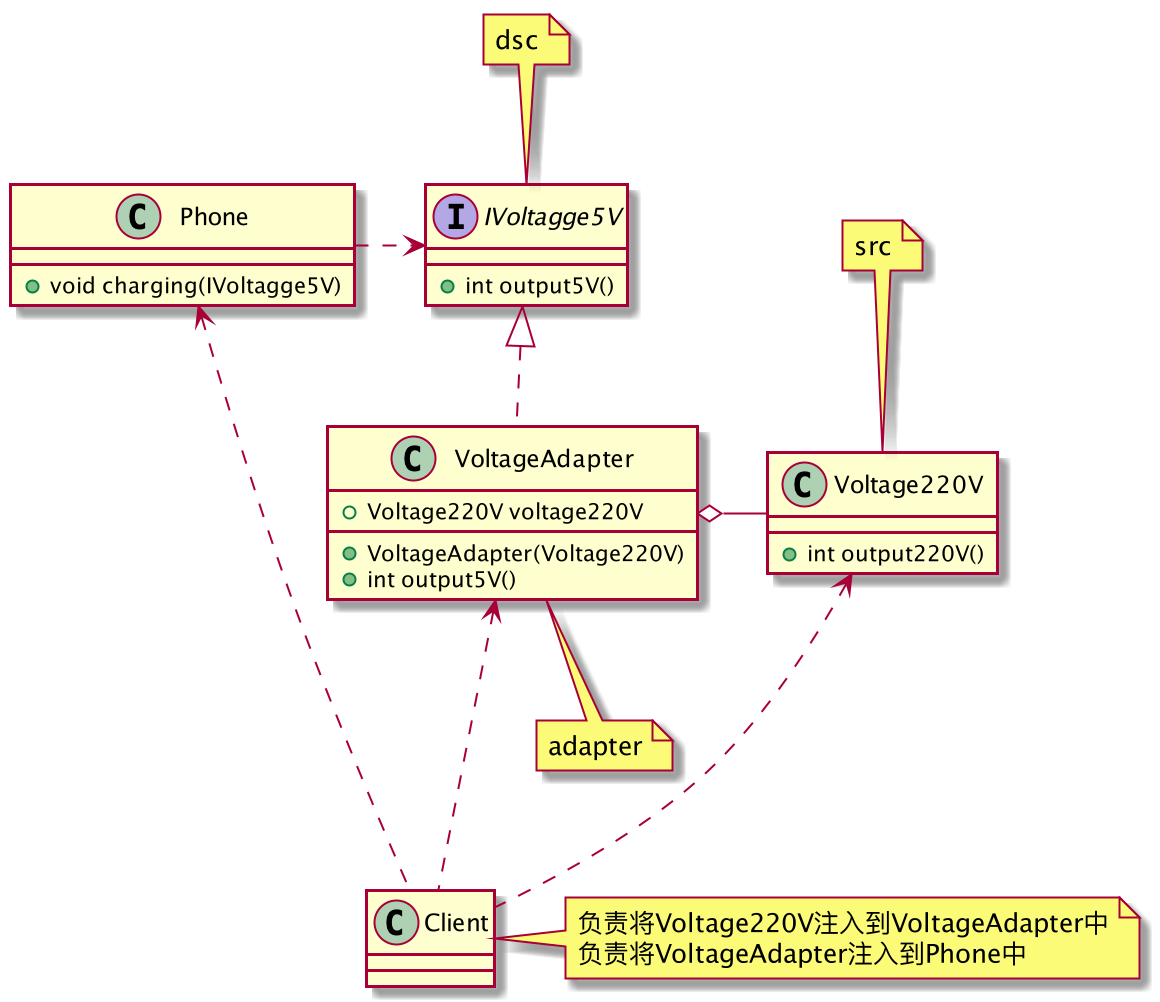 dsc
C Phone
void charging(IVoltagge5V)
I IVoltagge5V
int output5V()
src
C VoltageAdapter
Voltage220V voltage220V
VoltageAdapter(Voltage220V)
int output5V()
C Voltage220V
int output220V()
adapter
C Client
负责将Voltage220V注入到VoltageAdapter中
负责将VoltageAdapter注入到Phone中